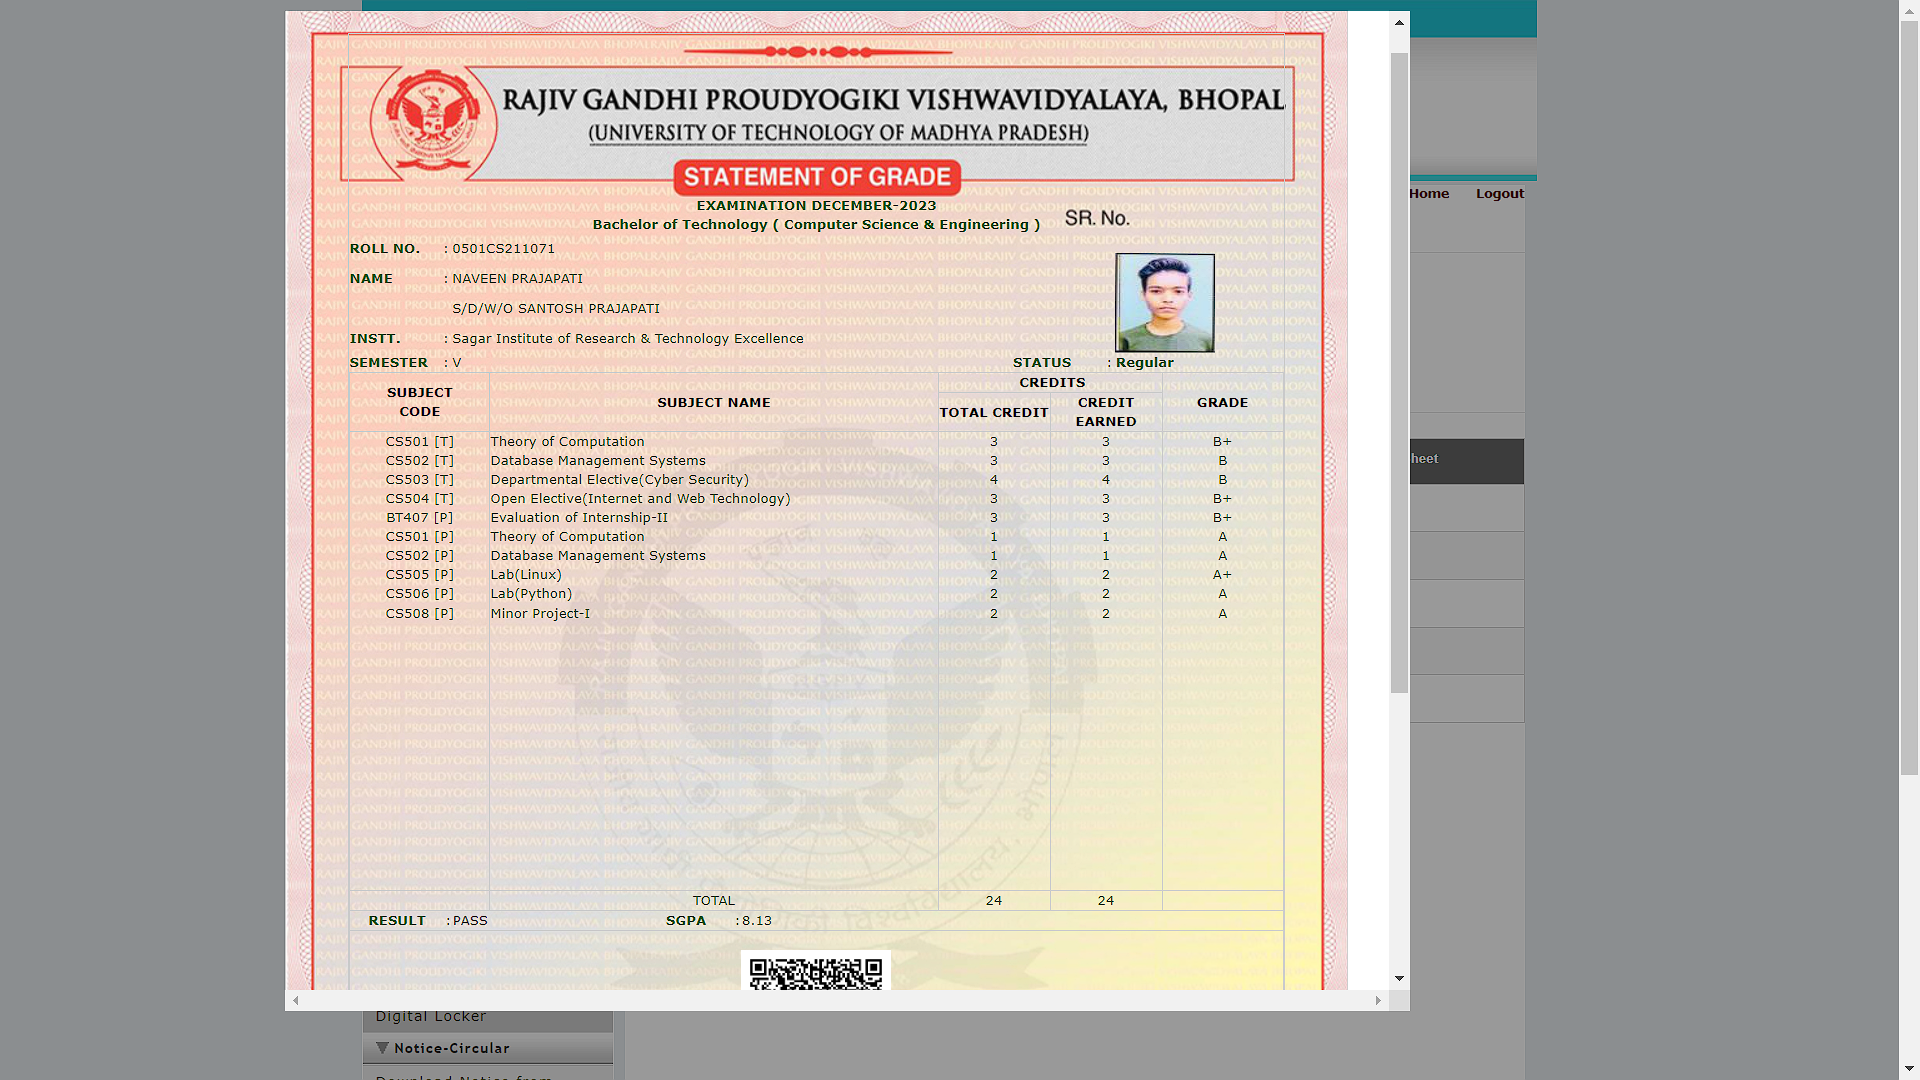 RAJIV GANDHI PROUDYOGIKI VISHWAVIDYALAYA, BHOPAL
(UNIVERSITY OF TECHNOLOGY OF MADHYA PRADESH)
STATEMENT OF GRADE
EXAMINATION DECEMBER-2023
Bachelor of Technology ( Computer Science & Engineering )
SR. No.
Home Logout
ROLL NO. : 0501CS211071
NAME : NAVEEN PRAJAPATI
S/D/W/O SANTOSH PRAJAPATI
INSTT. : Sagar Institute of Research & Technology Excellence
SEMESTER : V STATUS : Regular
SUBJECT CODE SUBJECT NAME CREDITS TOTAL CREDIT CREDIT EARNED GRADE
CS501 [T] Theory of Computation 3 3 B+
CS502 [T] Database Management Systems 3 3 B
CS503 [T] Departmental Elective(Cyber Security) 4 4 B
CS504 [T] Open Elective(Internet and Web Technology) 3 3 B+
BT407 [P] Evaluation of Internship-II 3 3 B+
CS501 [P] Theory of Computation 1 1 A
CS502 [P] Database Management Systems 1 1 A
CS505 [P] Lab(Linux) 2 2 A+
CS506 [P] Lab(Python) 2 2 A
CS508 [P] Minor Project-I 2 2 A
TOTAL 24 24
RESULT :PASS SGPA :8.13
Digital Locker
Notice-Circular
Download Notice from